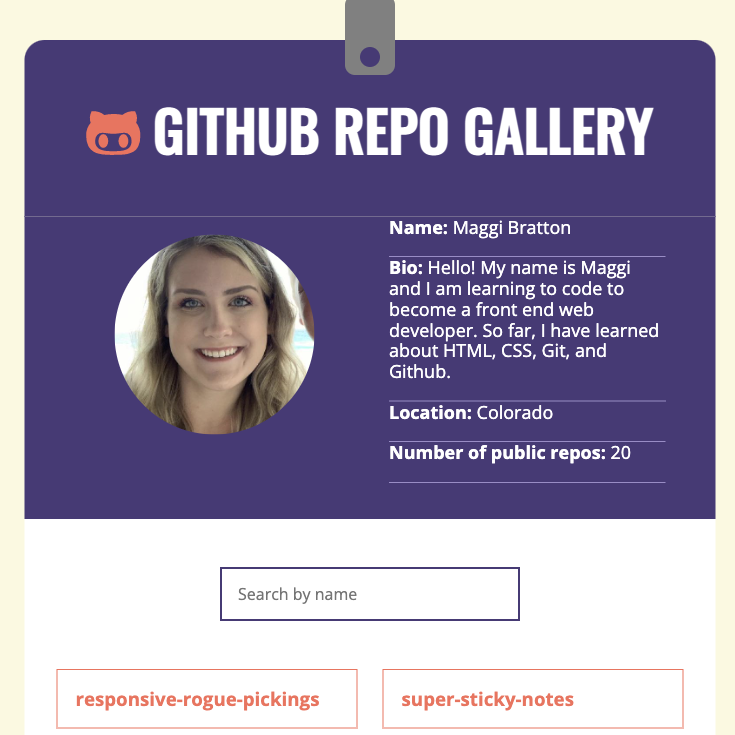 GITHUB REPO GALLERY
Name: Maggi Bratton
Bio: Hello! My name is Maggi
and I am learning to code to
become a front end web
developer. So far, I have learned
about HTML, CSS, Git, and
Github.
Location: Colorado
Number of public repos: 20
Search by name
responsive-rogue-pickings
super-sticky-notes